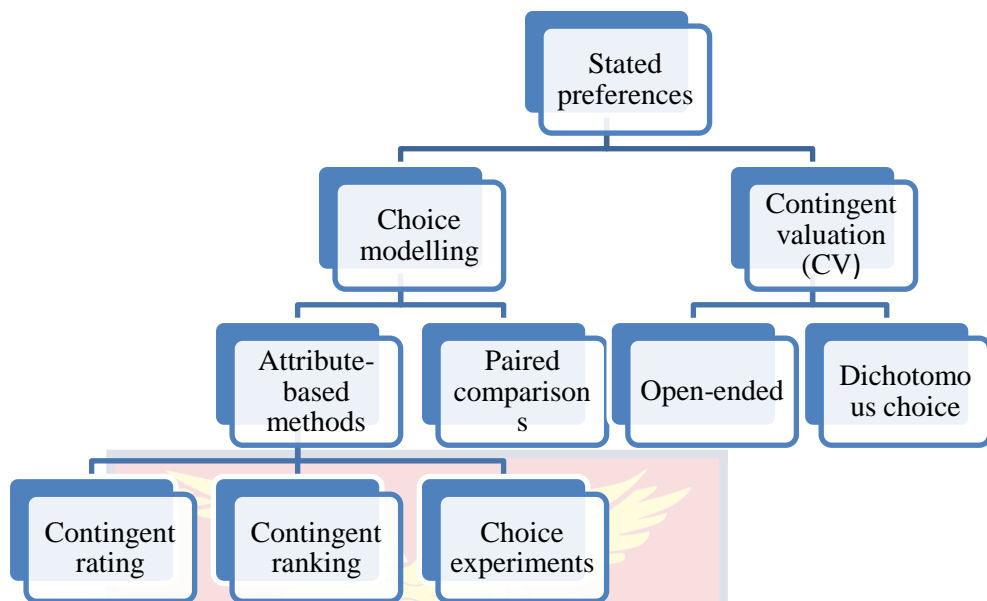 Stated
preferences
Choice
modelling
Contingent
valuation
(CV)
Attribute-
based
methods
Paired
comparison
s
Open-ended
Dichotomo
us choice
Contingent
rating
Contingent
ranking
Choice
experiments